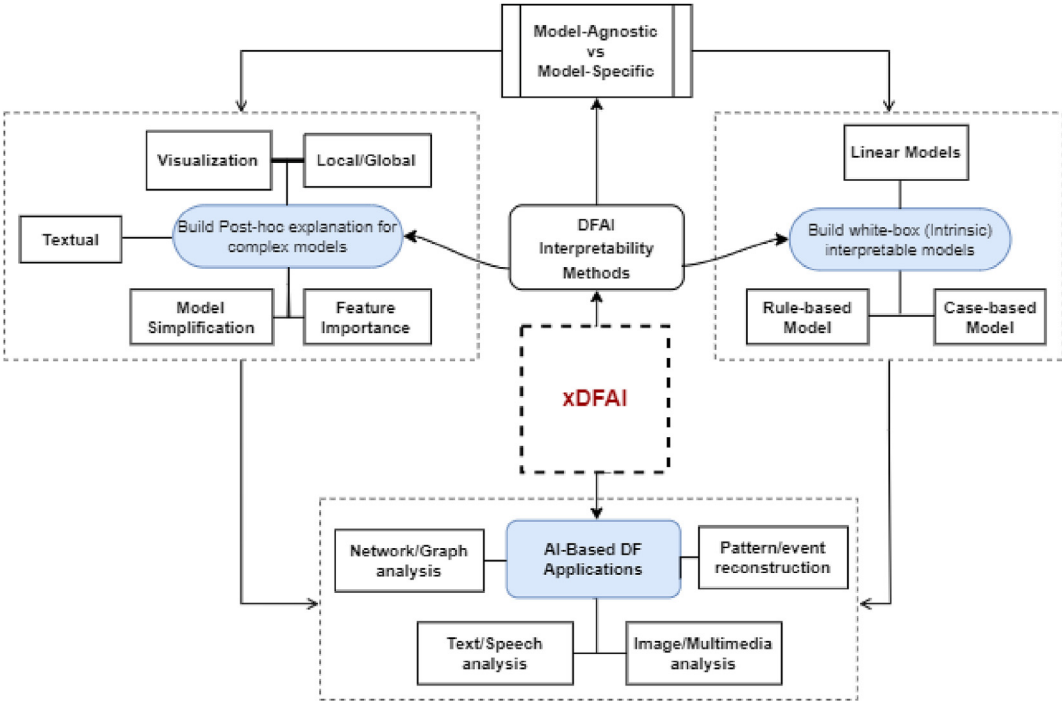 Model-Agnostic
vs
Model-Specific
Visualization
Local/Global
Textual
Build Post-hoc explanation for
complex models
Model
Simplification
Feature
Importance
DFAI
Interpretability
Methods
Linear Models
Build white-box (Intrinsic)
interpretable models
Rule-based
Model
Case-based
Model
xDFAI
Network/Graph
analysis
AI-Based DF
Applications
Pattern/event
reconstruction
Text/Speech
analysis
Image/Multimedia
analysis